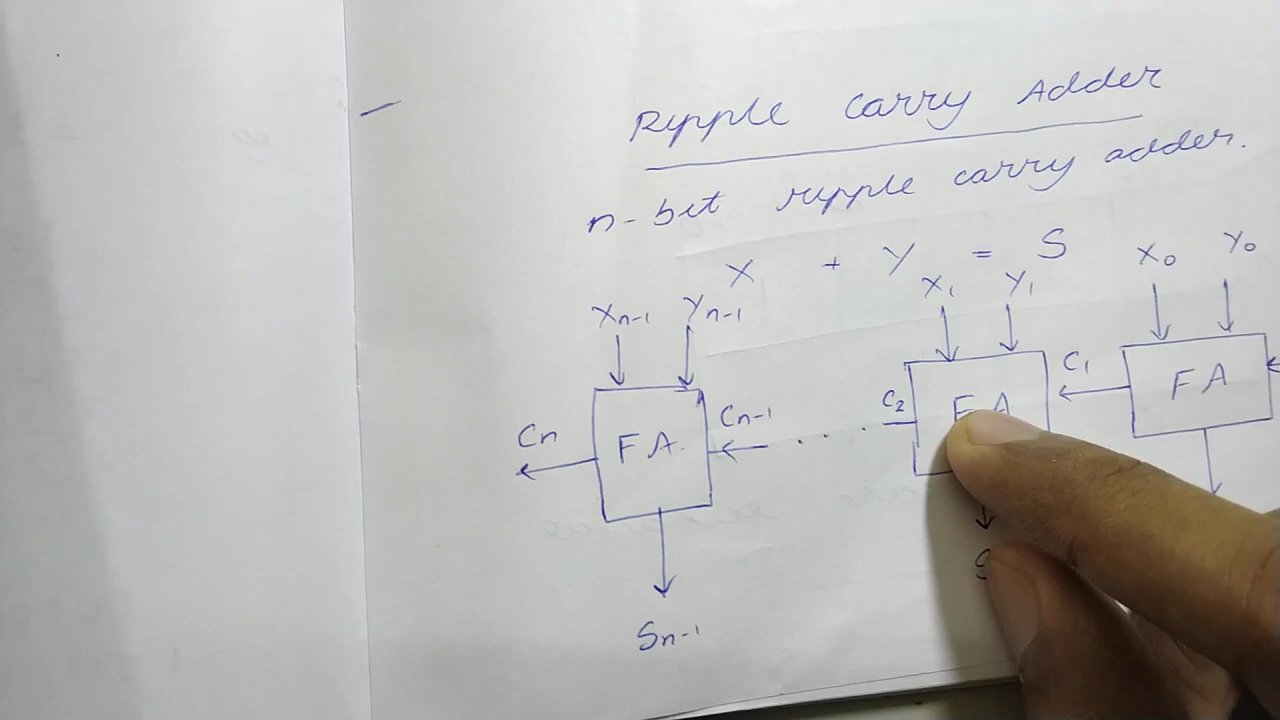 Ripple Carry Adder
n-bit ripple carry adder.
X + Y = S
Xn-1 Yn-1 X1 Y1 X0 Y0
Cn FA. Cn-1 .... C2 FA C1 FA
Sn-1 S